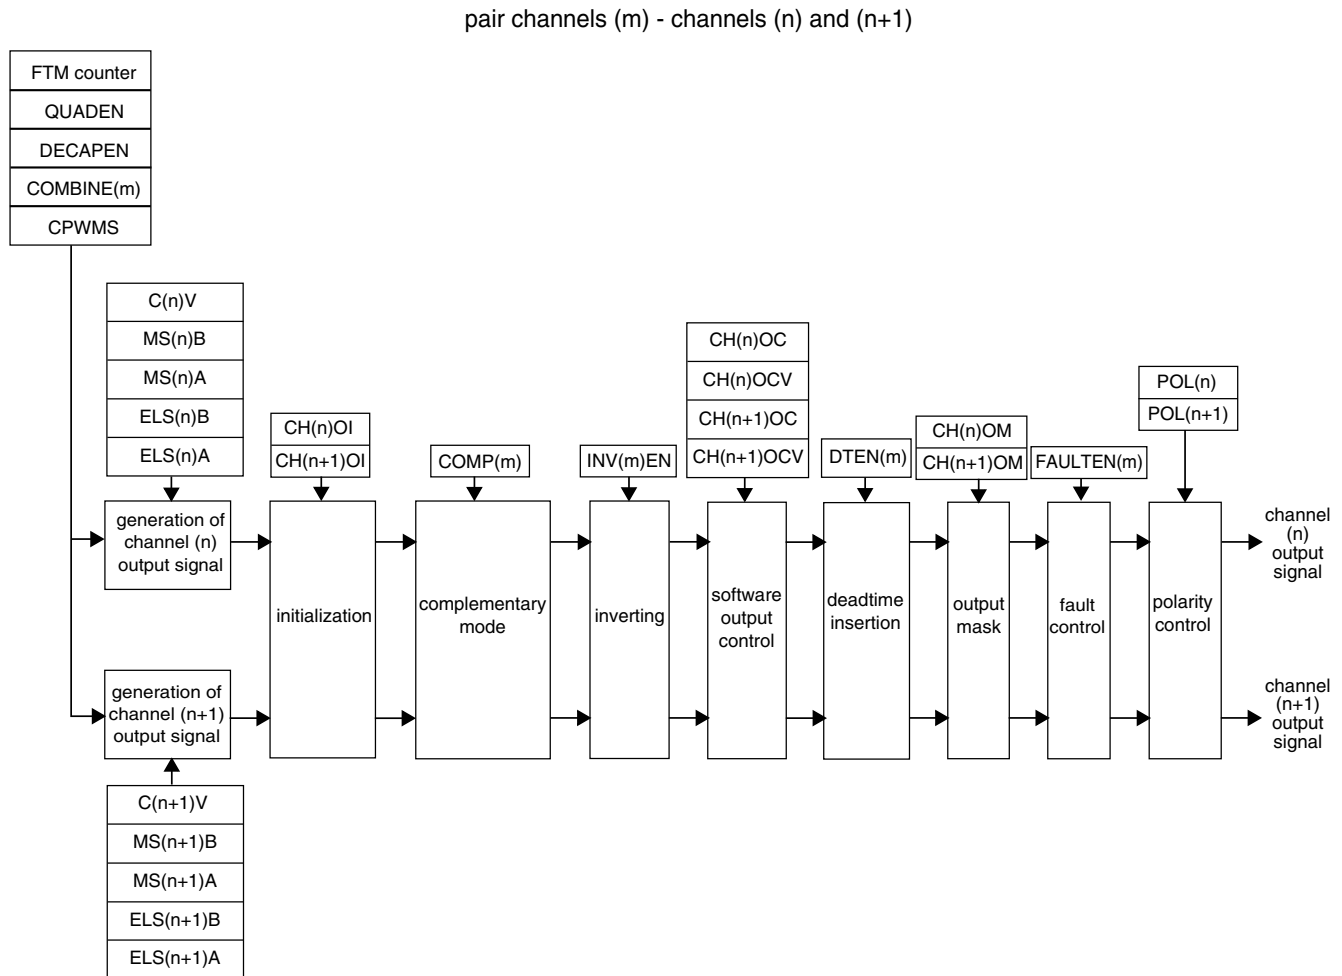 pair channels (m) - channels (n) and (n+1)
FTM counter
QUADEN
DECAPEN
COMBINE(m)
CPWMS
C(n)V
MS(n)B
MS(n)A
ELS(n)B
ELS(n)A
CH(n)OI
CH(n+1)OI
COMP(m)
INV(m)EN
CH(n)OC
CH(n)OCV
CH(n+1)OC
CH(n+1)OCV
DTEN(m)
CH(n)OM
CH(n+1)OM
FAULTEN(m)
POL(n)
POL(n+1)
generation of
channel (n)
output signal
generation of
channel (n+1)
output signal
initialization
complementary
mode
inverting
software
output
control
deadtime
insertion
output
mask
fault
control
polarity
control
channel
(n)
output
signal
channel
(n+1)
output
signal
C(n+1)V
MS(n+1)B
MS(n+1)A
ELS(n+1)B
ELS(n+1)A